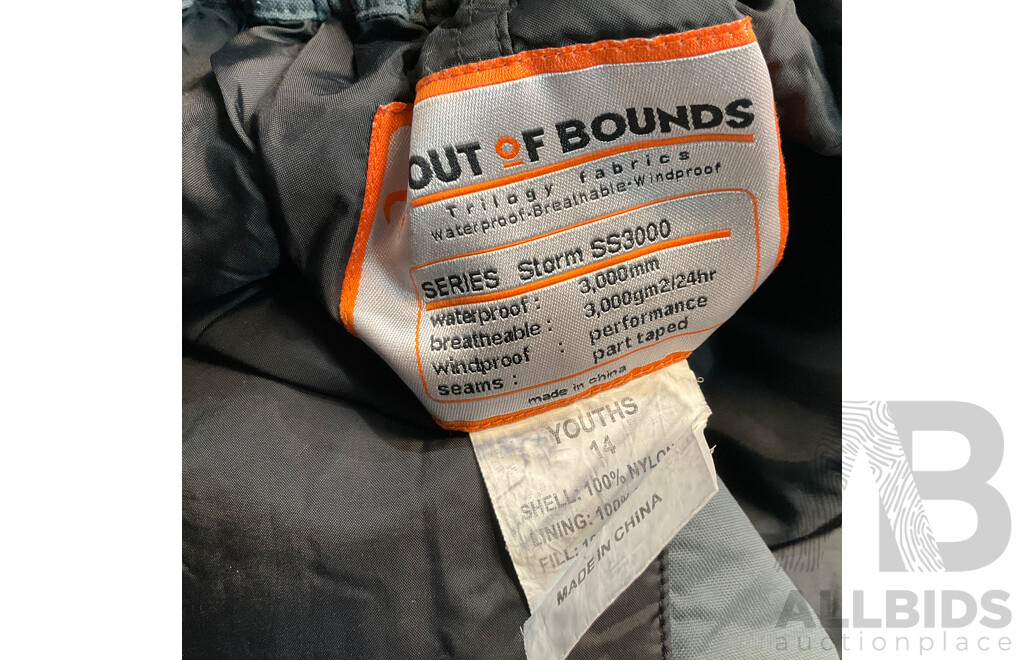 OUT OF BOUNDS
Trilogy fabrics
waterproof-Breathable-Windproof
SERIES Storm SS3000
waterproof: 3,000mm
breatheable: 3,000gm2/24hr
windproof : performance
seams: part taped
made in china
YOUTHS
14
SHELL: 100% NYLON
LINING: 100%
FILL:
MADE IN CHINA
AB
ALLBIDS
auctionplace